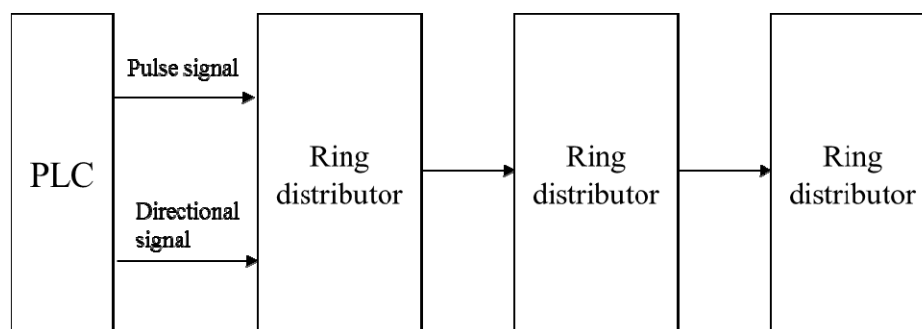 Pulse signal
PLC
Directional
signal
Ring
distributor
Ring
distributor
Ring
distributor